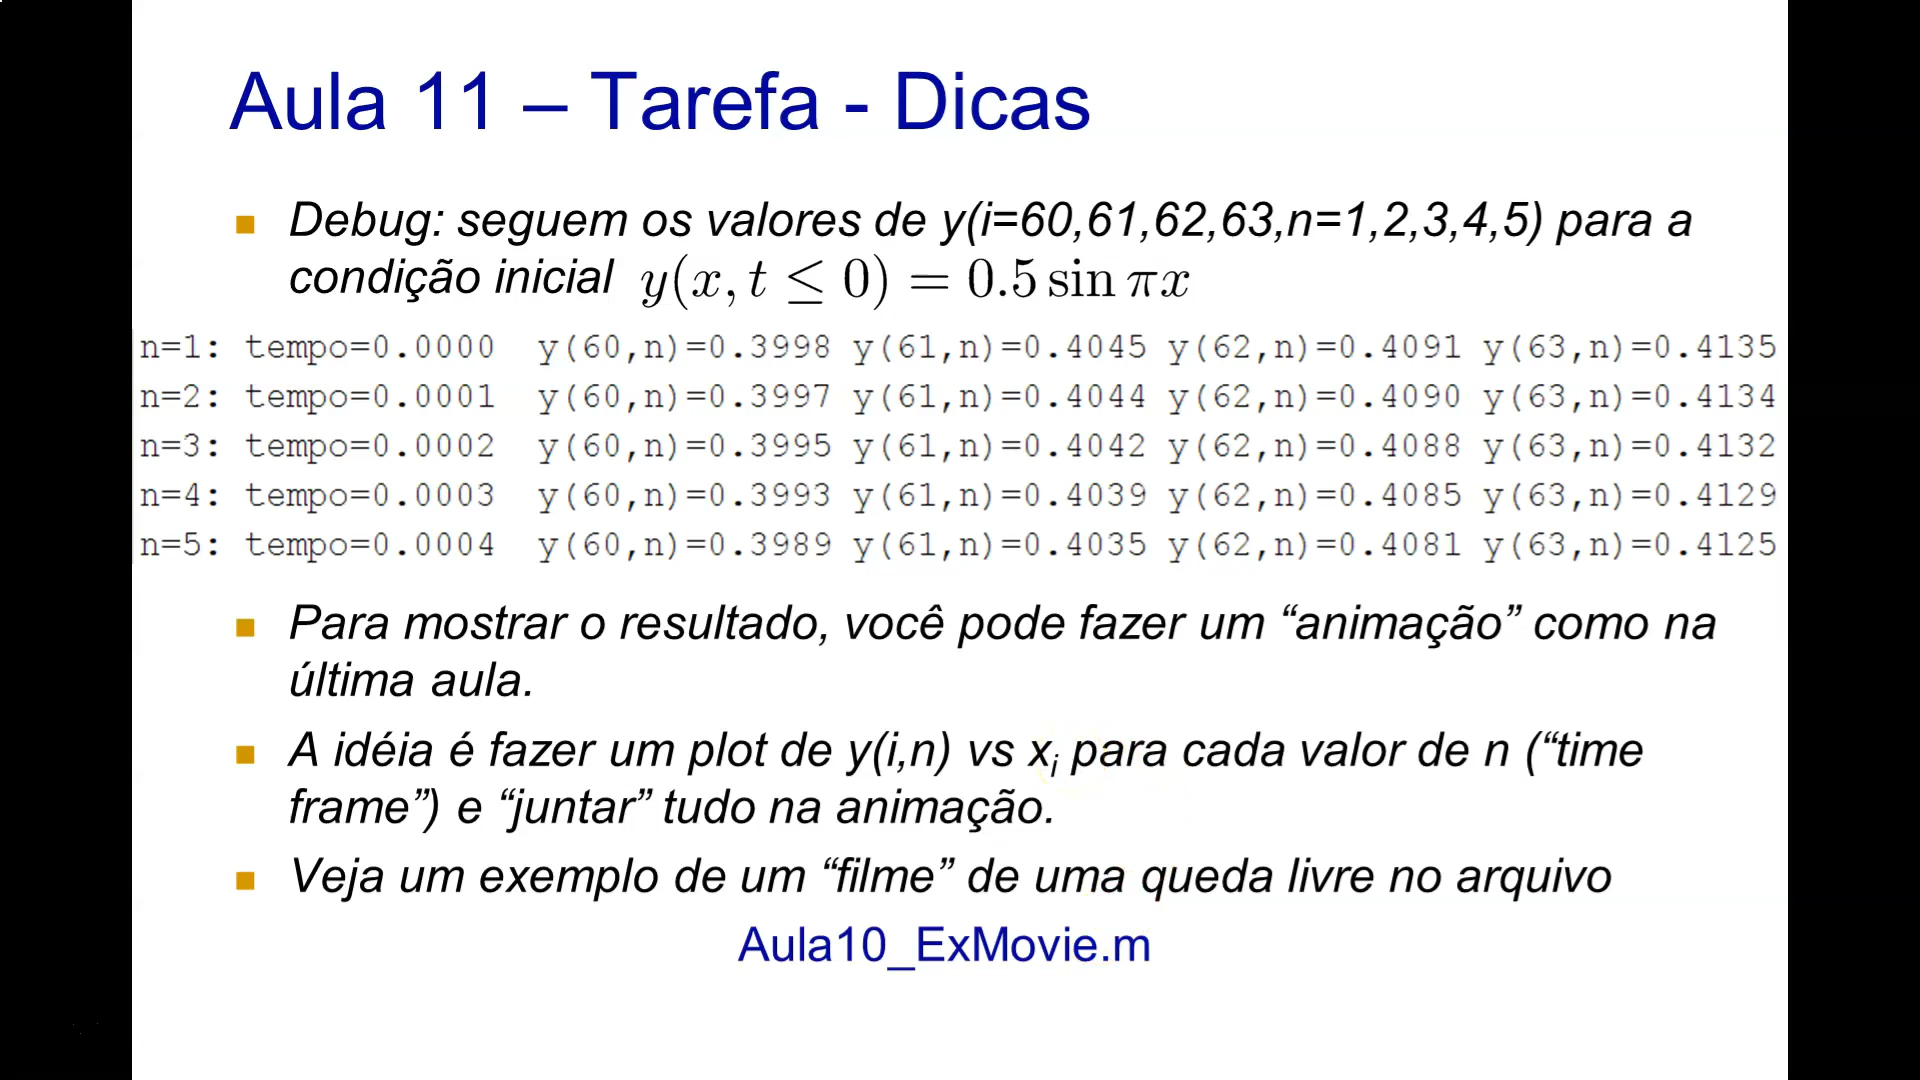 Aula 11 – Tarefa - Dicas
Debug: seguem os valores de y(i=60,61,62,63,n=1,2,3,4,5) para a
condição inicial y(x, t ≤ 0) = 0.5 sin πx
n=1: tempo=0.0000 y(60,n)=0.3998 y(61,n)=0.4045 y(62,n)=0.4091 y(63,n)=0.4135
n=2: tempo=0.0001 y(60,n)=0.3997 y(61,n)=0.4044 y(62,n)=0.4090 y(63,n)=0.4134
n=3: tempo=0.0002 y(60,n)=0.3995 y(61,n)=0.4042 y(62,n)=0.4088 y(63,n)=0.4132
n=4: tempo=0.0003 y(60,n)=0.3993 y(61,n)=0.4039 y(62,n)=0.4085 y(63,n)=0.4129
n=5: tempo=0.0004 y(60,n)=0.3989 y(61,n)=0.4035 y(62,n)=0.4081 y(63,n)=0.4125
Para mostrar o resultado, você pode fazer um “animação” como na
última aula.
A idéia é fazer um plot de y(i,n) vs xᵢ para cada valor de n (“time
frame”) e “juntar” tudo na animação.
Veja um exemplo de um “filme” de uma queda livre no arquivo
Aula10_ExMovie.m